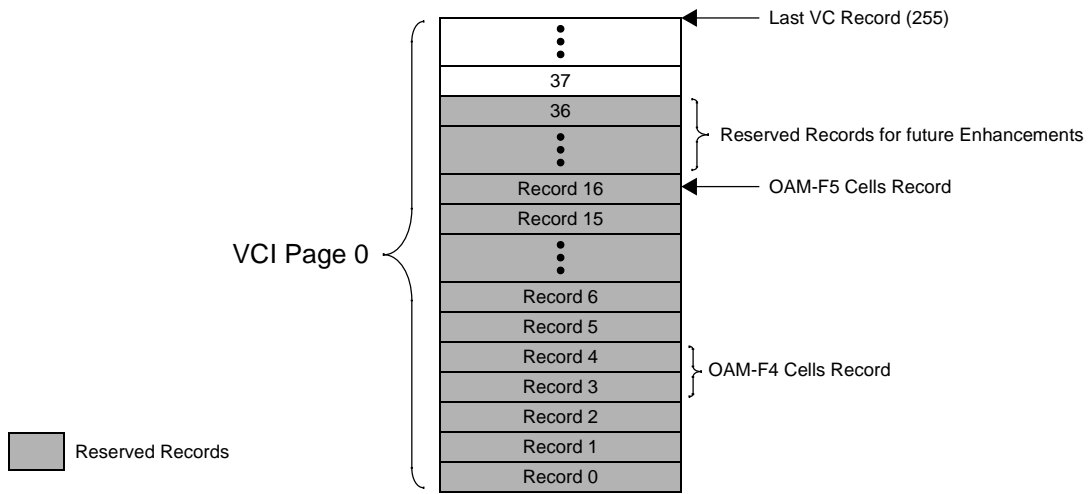 Last VC Record (255)
37
36
Reserved Records for future Enhancements
Record 16
OAM-F5 Cells Record
Record 15
VCI Page 0
Record 6
Record 5
Record 4
OAM-F4 Cells Record
Record 3
Record 2
Record 1
Reserved Records
Record 0